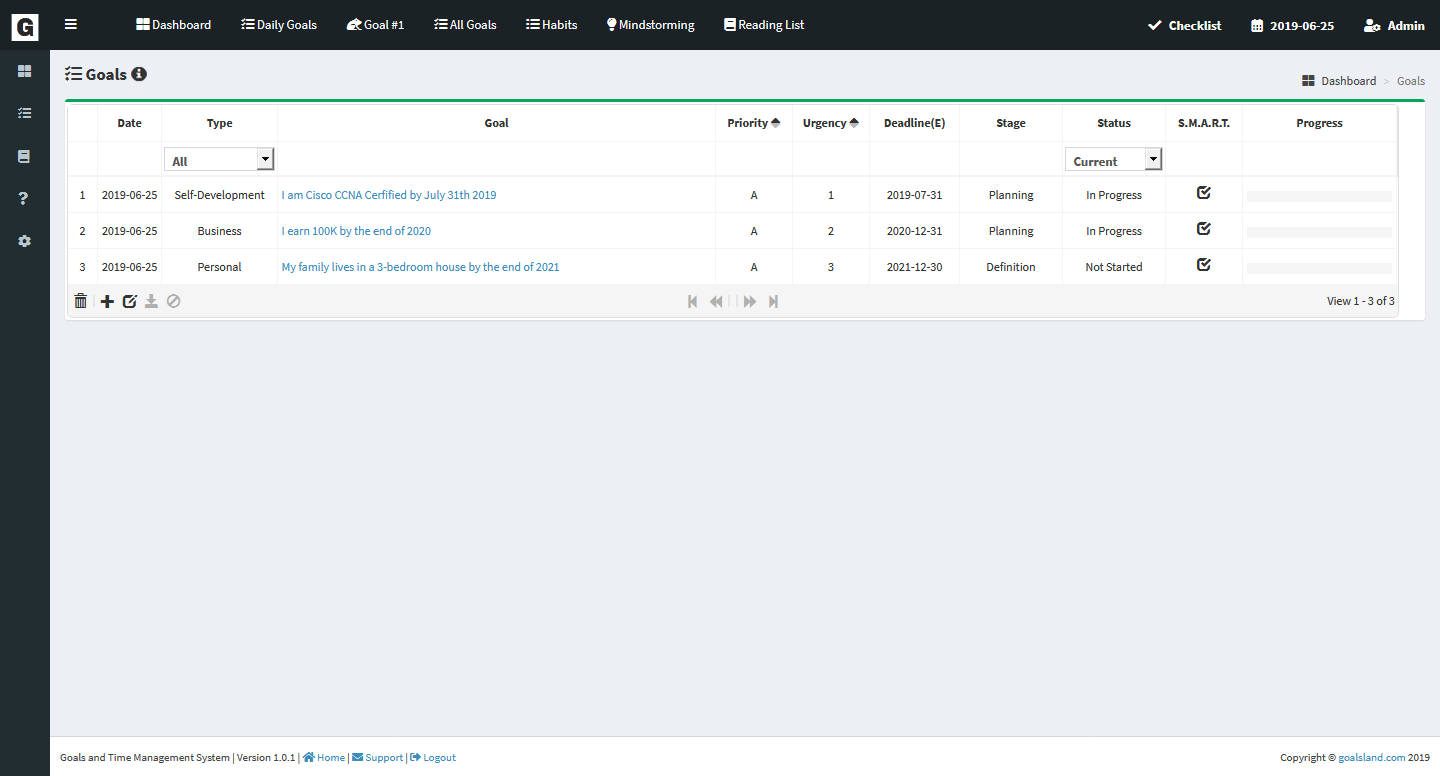 G Dashboard Daily Goals Goal #1 All Goals Habits Mindstorming Reading List Checklist 2019-06-25 Admin
Goals
Dashboard > Goals
Date Type Goal Priority Urgency Deadline(E) Stage Status S.M.A.R.T. Progress
All Current
1 2019-06-25 Self-Development I am Cisco CCNA Cerfified by July 31th 2019 A 1 2019-07-31 Planning In Progress
2 2019-06-25 Business I earn 100K by the end of 2020 A 2 2020-12-31 Planning In Progress
3 2019-06-25 Personal My family lives in a 3-bedroom house by the end of 2021 A 3 2021-12-30 Definition Not Started
View 1 - 3 of 3
Goals and Time Management System | Version 1.0.1 | Home | Support | Logout Copyright © goalsland.com 2019